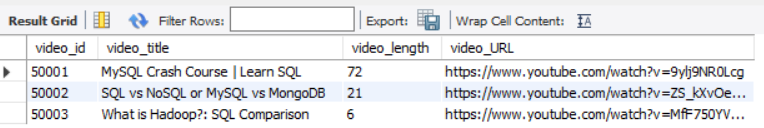 Result Grid Filter Rows: Export: Wrap Cell Content:
video_id video_title video_length video_URL
50001 MySQL Crash Course | Learn SQL 72 https://www.youtube.com/watch?v=9ylj9NR0Lcg
50002 SQL vs NoSQL or MySQL vs MongoDB 21 https://www.youtube.com/watch?v=ZS_kXvOe...
50003 What is Hadoop?: SQL Comparison 6 https://www.youtube.com/watch?v=MfF750YV...